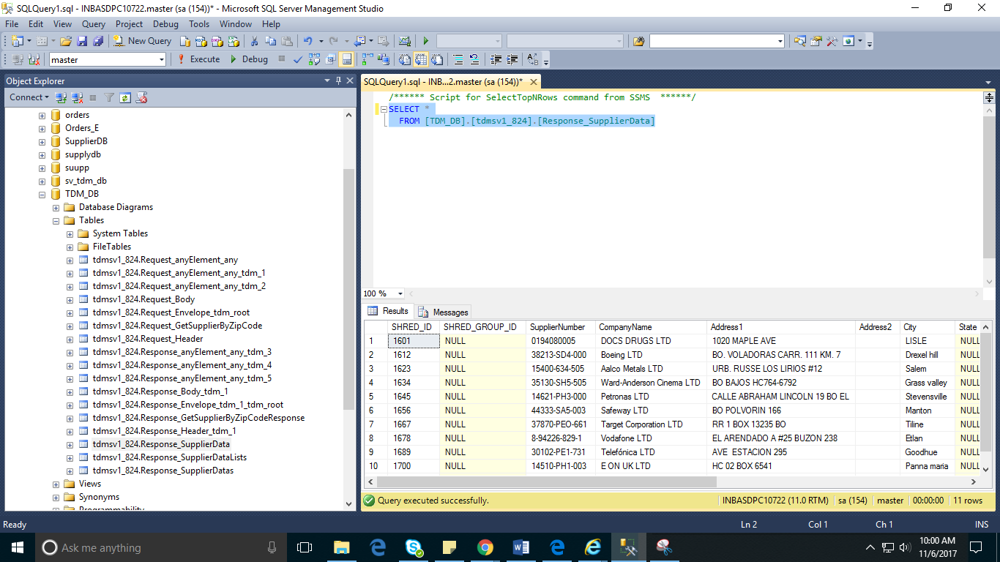 SQLQuery1.sql - INBASDPC10722.master (sa (154))* - Microsoft SQL Server Management Studio
File Edit View Query Project Debug Tools Window Help
New Query
master Execute Debug
Object Explorer
Connect
orders
Orders_E
SupplierDB
supplydb
suupp
sv_tdm_db
TDM_DB
Database Diagrams
Tables
System Tables
FileTables
tdmsv1_824.Request_anyElement_any
tdmsv1_824.Request_anyElement_any_tdm_1
tdmsv1_824.Request_anyElement_any_tdm_2
tdmsv1_824.Request_Body
tdmsv1_824.Request_Envelope_tdm_root
tdmsv1_824.Request_GetSupplierByZipCode
tdmsv1_824.Request_Header
tdmsv1_824.Response_anyElement_any_tdm_3
tdmsv1_824.Response_anyElement_any_tdm_4
tdmsv1_824.Response_anyElement_any_tdm_5
tdmsv1_824.Response_Body_tdm_1
tdmsv1_824.Response_Envelope_tdm_1_tdm_root
tdmsv1_824.Response_GetSupplierByZipCodeResponse
tdmsv1_824.Response_Header_tdm_1
tdmsv1_824.Response_SupplierData
tdmsv1_824.Response_SupplierDataLists
tdmsv1_824.Response_SupplierDatas
Views
Synonyms
Programmability
SQLQuery1.sql - INB...2.master (sa (154))*
/****** Script for SelectTopNRows command from SSMS ******/
SELECT *
FROM [TDM_DB].[tdmsv1_824].[Response_SupplierData]
100 %
Results Messages
SHRED_ID SHRED_GROUP_ID SupplierNumber CompanyName Address1 Address2 City State
1 1601 NULL 0194080005 DOCS DRUGS LTD 1020 MAPLE AVE LISLE NULL
2 1612 NULL 38213-SD4-000 Boeing LTD BO. VOLADORAS CARR. 111 KM. 7 Drexel hill NULL
3 1623 NULL 15400-634-505 Aalco Metals LTD URB. RUSSE LOS LIRIOS #12 Salem NULL
4 1634 NULL 35130-SH5-505 Ward-Anderson Cinema LTD BO BAJOS HC764-6792 Grass valley NULL
5 1645 NULL 14621-PH3-000 Petronas LTD CALLE ABRAHAM LINCOLN 19 BO EL Stevensville NULL
6 1656 NULL 44333-SA5-003 Safeway LTD BO POLVORIN 166 Manton NULL
7 1667 NULL 37870-PEO-661 Target Corporation LTD RR 1 BOX 13235 BO Tiline NULL
8 1678 NULL 8-94226-829-1 Vodafone LTD EL ARENDADO A #25 BUZON 238 Etlan NULL
9 1689 NULL 30102-PE1-731 Telefónica LTD AVE ESTACION 295 Goodhue NULL
10 1700 NULL 14510-PH1-003 E ON UK LTD HC 02 BOX 6541 Panna maria NULL
Query executed successfully. INBASDPC10722 (11.0 RTM) sa (154) master 00:00:00 11 rows
Ready Ln 2 Col 1 Ch 1 INS
Ask me anything
10:00 AM
11/6/2017